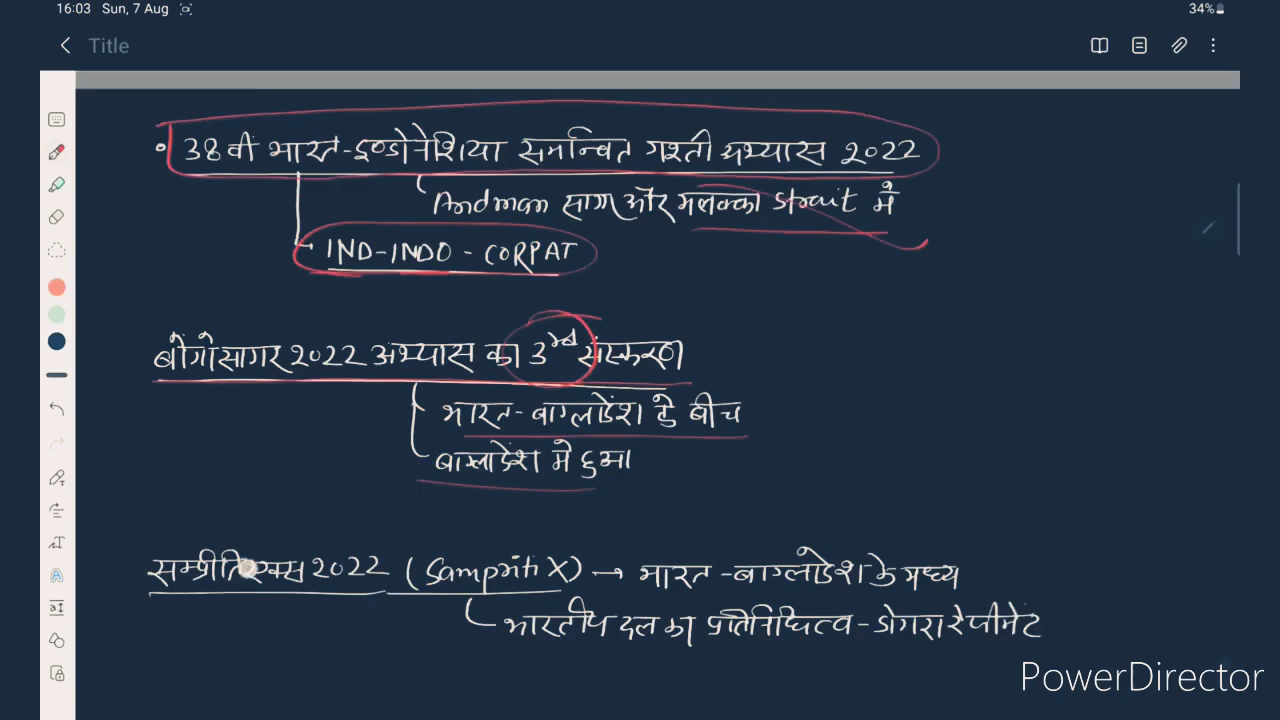 16:03 Sun, 7 Aug
34%
Title
38वी भारत-इण्डोनेशिया समन्वित गश्ती अभ्यास 2022
Andman सागर और मलक्का Strait में
IND-INDO-CORPAT
बोंगोसागर 2022 अभ्यास का 3rd संस्करण
भारत-बाग्लादेश के बीच
बाग्लादेश मे हुआ
सम्प्रीति एक्स 2022 (Sampriti X) → भारत-बाग्लादेश के मध्य
भारतीय दल का प्रतिनिधित्व - डोगरा रेजीमेट
PowerDirector